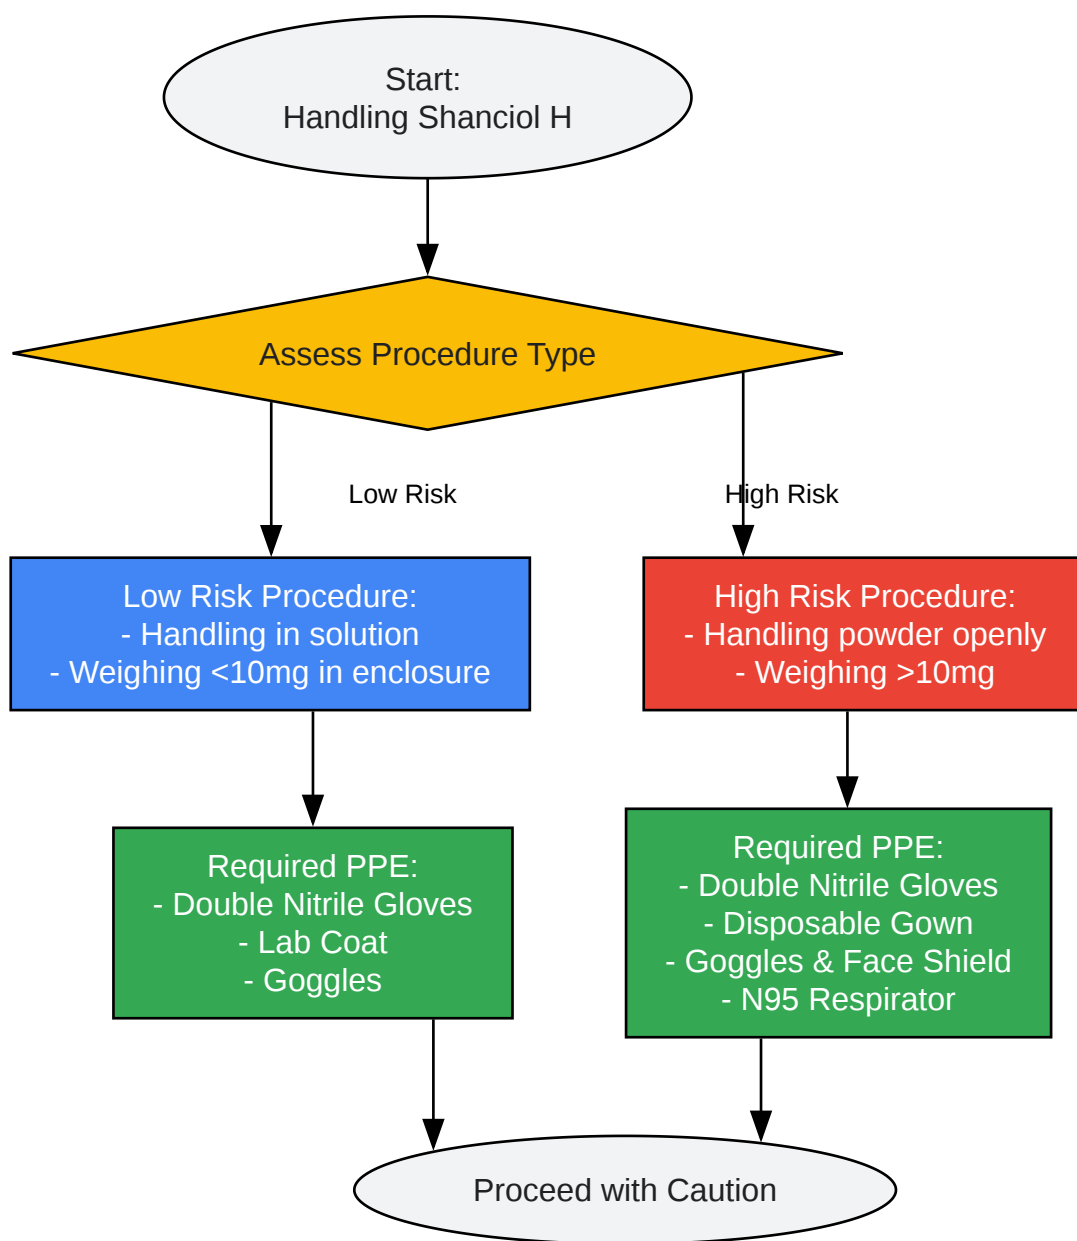 Start:
Handling Shanciol H
Assess Procedure Type
Low Risk
High Risk
Low Risk Procedure:
- Handling in solution
- Weighing <10mg in enclosure
High Risk Procedure:
- Handling powder openly
- Weighing >10mg
Required PPE:
- Double Nitrile Gloves
- Lab Coat
- Goggles
Required PPE:
- Double Nitrile Gloves
- Disposable Gown
- Goggles & Face Shield
- N95 Respirator
Proceed with Caution